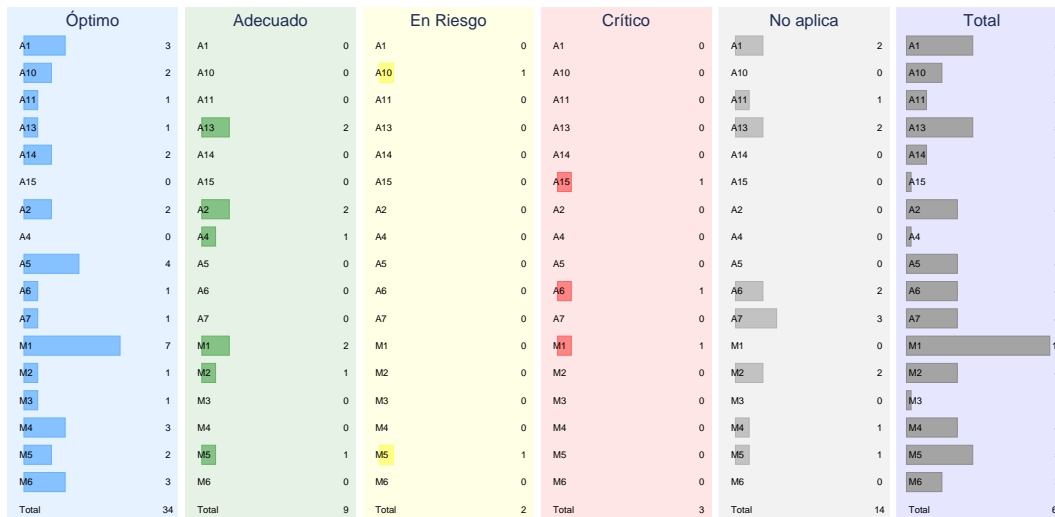 Óptimo Adecuado En Riesgo Crítico No aplica Total
A1 3 A1 0 A1 0 A1 0 A1 2 A1
A10 2 A10 0 A10 1 A10 0 A10 0 A10
A11 1 A11 0 A11 0 A11 0 A11 1 A11
A13 1 A13 2 A13 0 A13 0 A13 2 A13
A14 2 A14 0 A14 0 A14 0 A14 0 A14
A15 0 A15 0 A15 0 A15 1 A15 0 A15
A2 2 A2 2 A2 0 A2 0 A2 0 A2
A4 0 A4 1 A4 0 A4 0 A4 0 A4
A5 4 A5 0 A5 0 A5 0 A5 0 A5
A6 1 A6 0 A6 0 A6 1 A6 2 A6
A7 1 A7 0 A7 0 A7 0 A7 3 A7
M1 7 M1 2 M1 0 M1 1 M1 0 M1 1
M2 1 M2 1 M2 0 M2 0 M2 2 M2
M3 1 M3 0 M3 0 M3 0 M3 0 M3
M4 3 M4 0 M4 0 M4 0 M4 1 M4
M5 2 M5 1 M5 1 M5 0 M5 1 M5
M6 3 M6 0 M6 0 M6 0 M6 0 M6
Total 34 Total 9 Total 2 Total 3 Total 14 Total 6